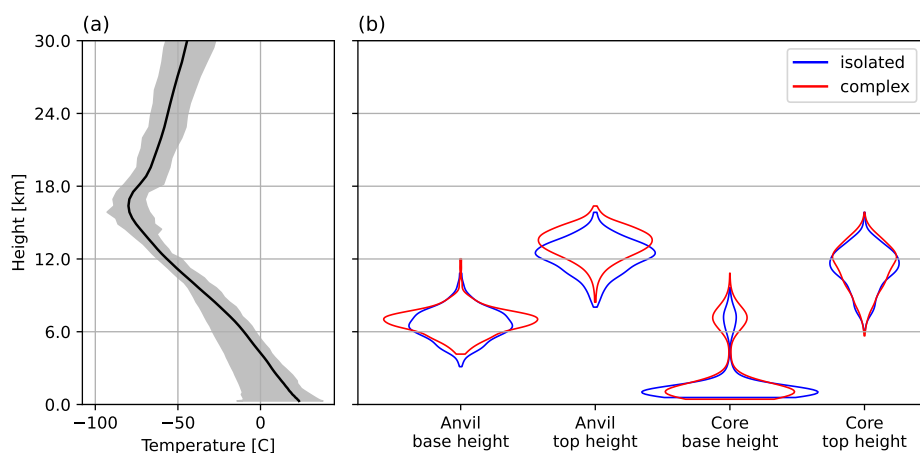 (a)
(b)
30.0
24.0
18.0
12.0
6.0
0.0
Height [km]
−100
−50
0
Temperature [C]
isolated
complex
Anvil
base height
Anvil
top height
Core
base height
Core
top height